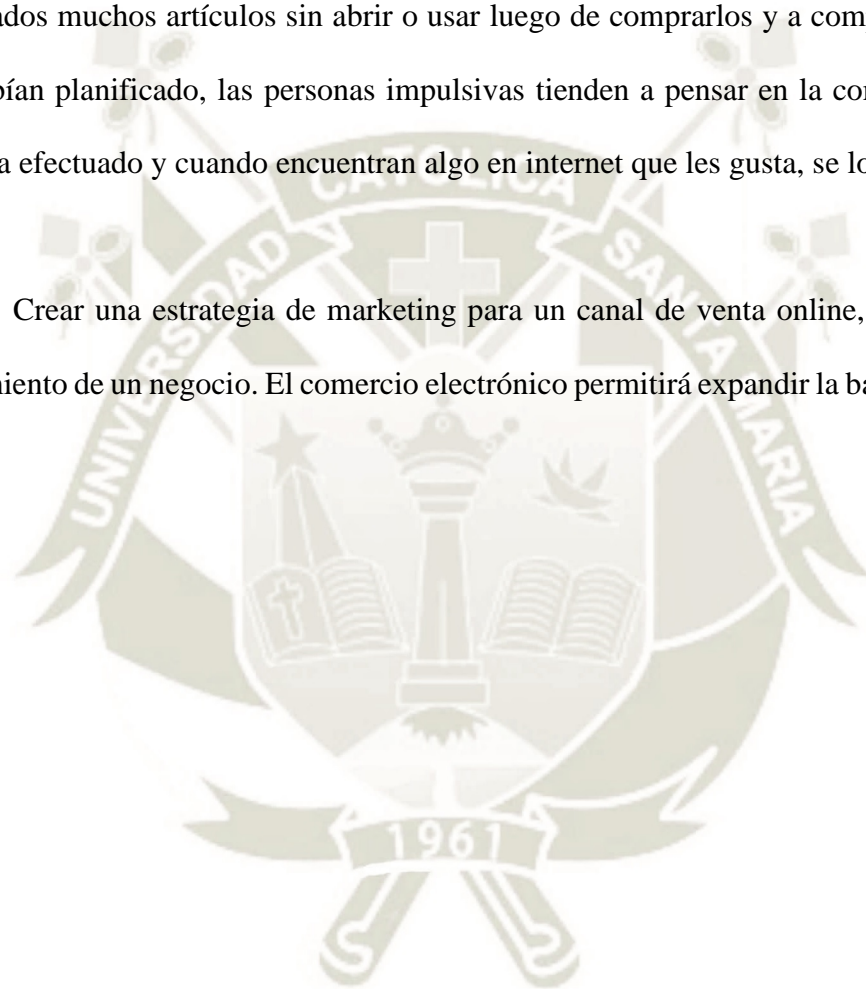 ados muchos artículos sin abrir o usar luego de comprarlos y a com
bían planificado, las personas impulsivas tienden a pensar en la con
a efectuado y cuando encuentran algo en internet que les gusta, se lo
Crear una estrategia de marketing para un canal de venta online,
niento de un negocio. El comercio electrónico permitirá expandir la ba
UNIVERSIDAD CATOLICA SANTA MARIA
1961